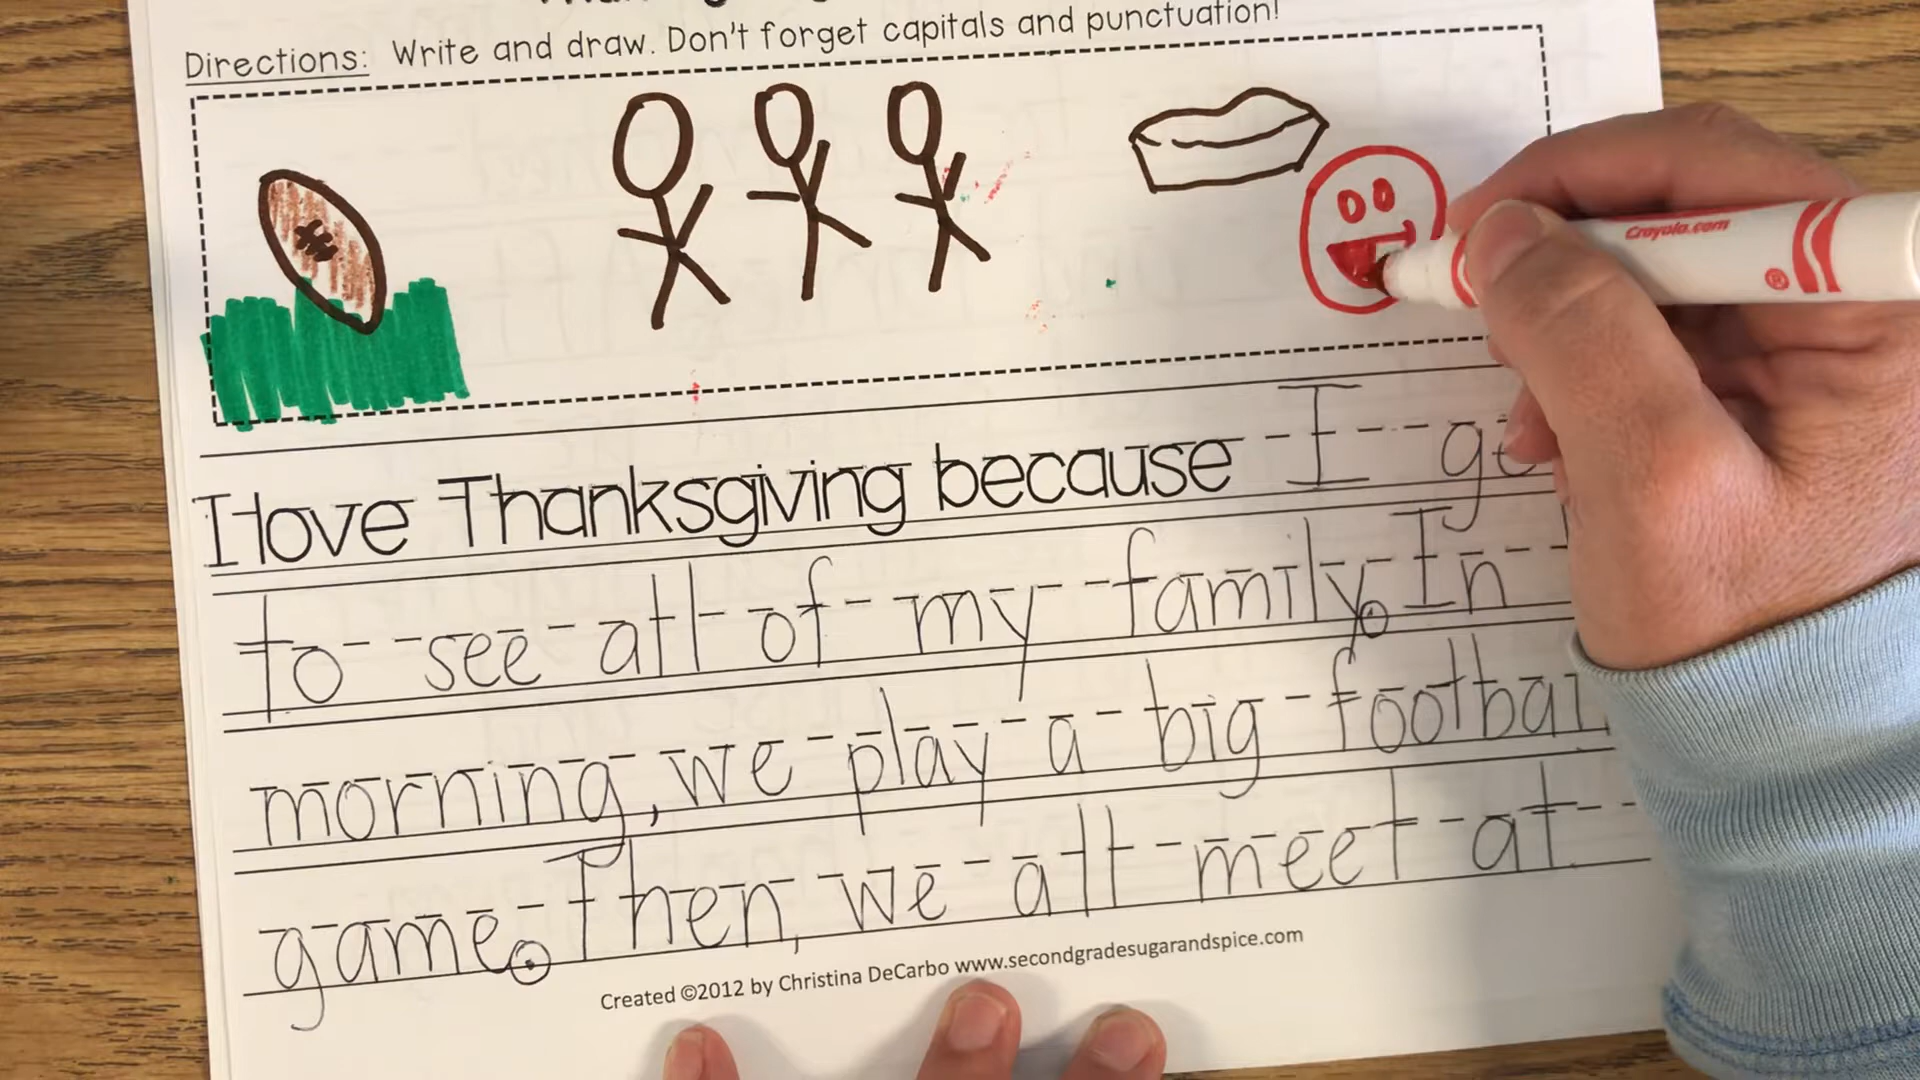 Directions: Write and draw. Don't forget capitals and punctuation!
Crayola.com ®
I love Thanksgiving because I
to see all of my family. In
morning, we play a big
game. Then, we all meet at
Created ©2012 by Christina DeCarbo www.secondgradesugarandspice.com